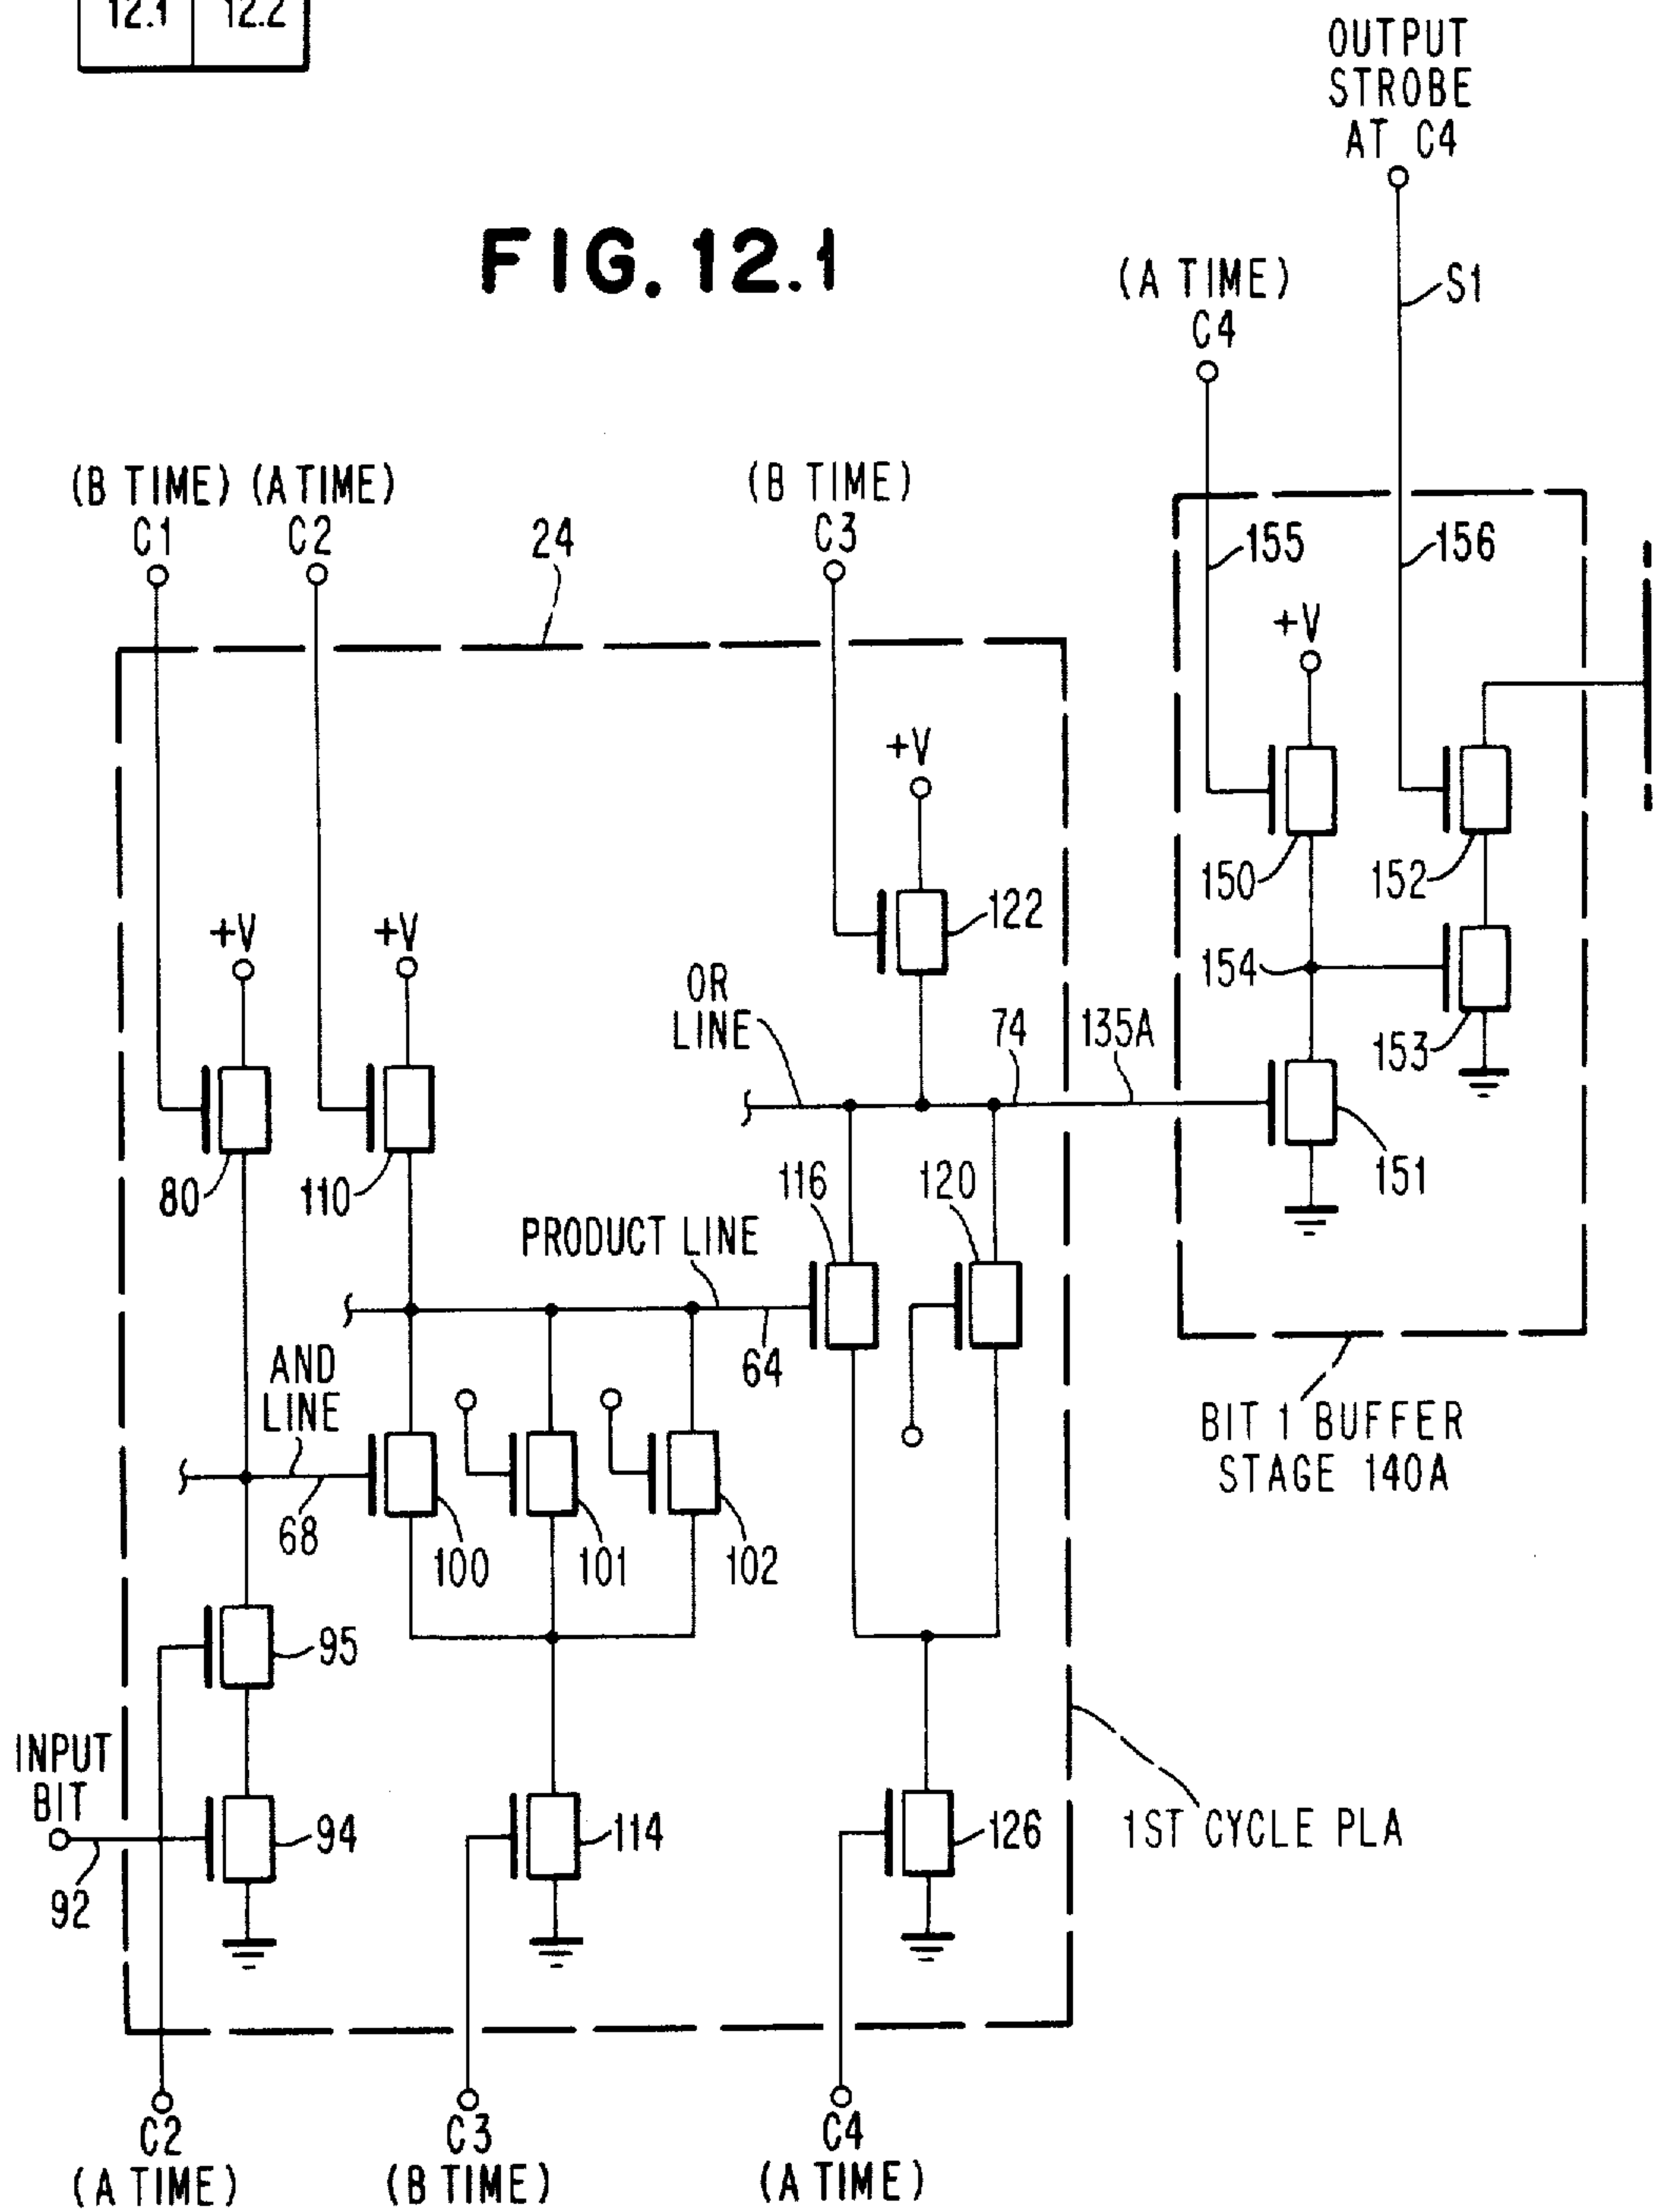 12.1 12.2
OUTPUT
STROBE
AT C4
FIG. 12.1
(A TIME)
C4
S1
(B TIME) (A TIME)
C1 C2
24
(B TIME)
C3
155
156
+V
+V
150
152
122
+V
+V
OR
LINE
154
74
135A
153
80
110
116
120
151
PRODUCT LINE
AND
LINE
64
68
100
101
102
BIT 1 BUFFER
STAGE 140A
95
INPUT
BIT
94
114
126
1ST CYCLE PLA
92
C2
(A TIME)
C3
(B TIME)
C4
(A TIME)